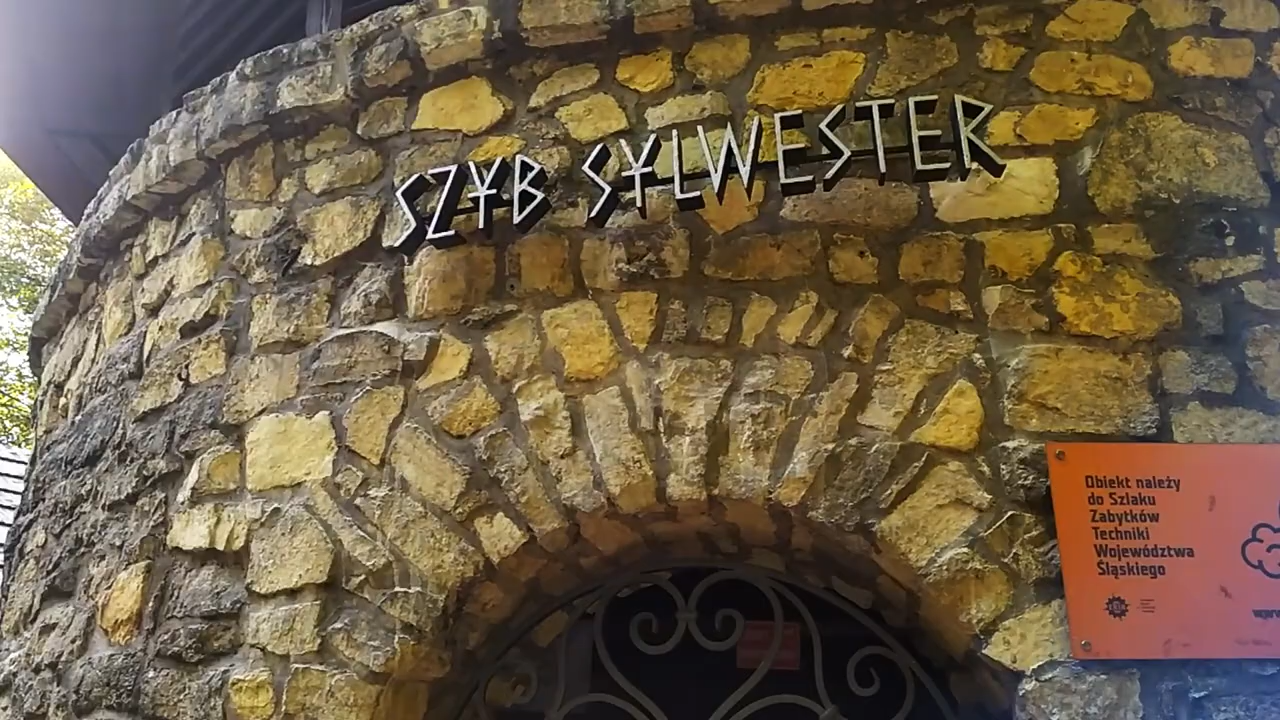 SZYB SYLWESTER
Obiekt należy
do Szlaku
Zabytków
Techniki
Województwa
Śląskiego